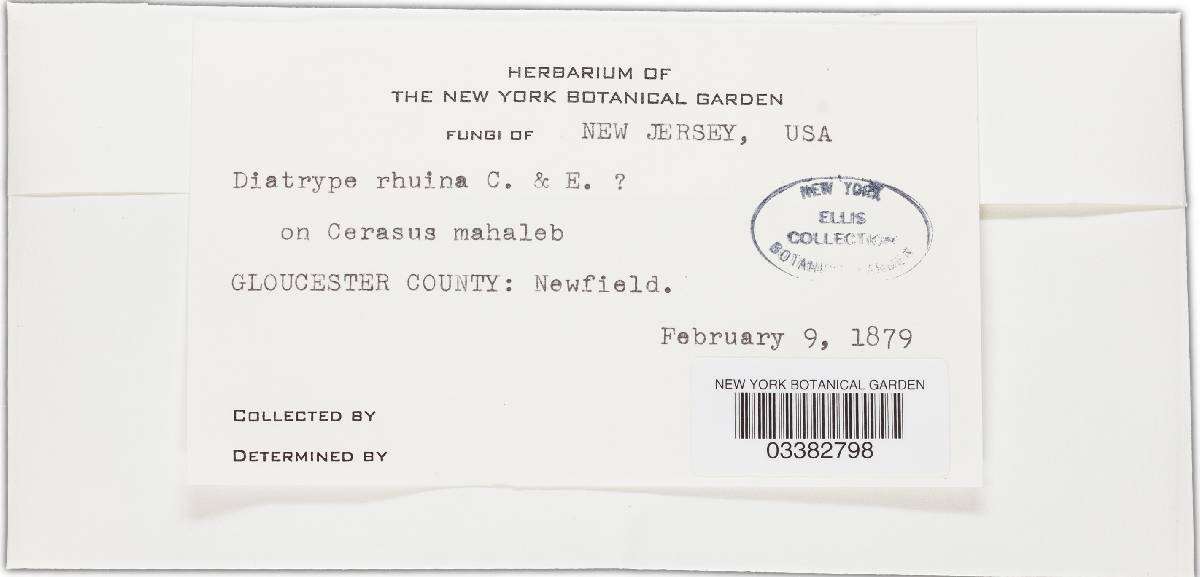 HERBARIUM OF
THE NEW YORK BOTANICAL GARDEN
FUNGI OF NEW JERSEY, USA
Diatrype rhuina C. & E. ?
on Cerasus mahaleb
GLOUCESTER COUNTY: Newfield.
NEW YORK
ELLIS
COLLECTION
February 9, 1879
NEW YORK BOTANICAL GARDEN
03382798
COLLECTED BY
DETERMINED BY